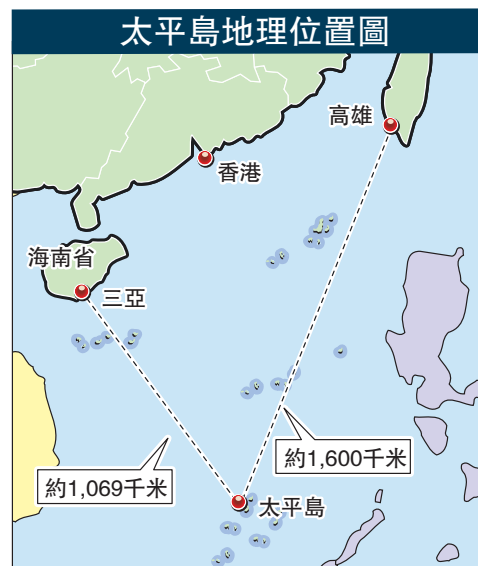 太平島地理位置圖
高雄
香港
海南省
三亞
約1,600千米
約1,069千米
太平島